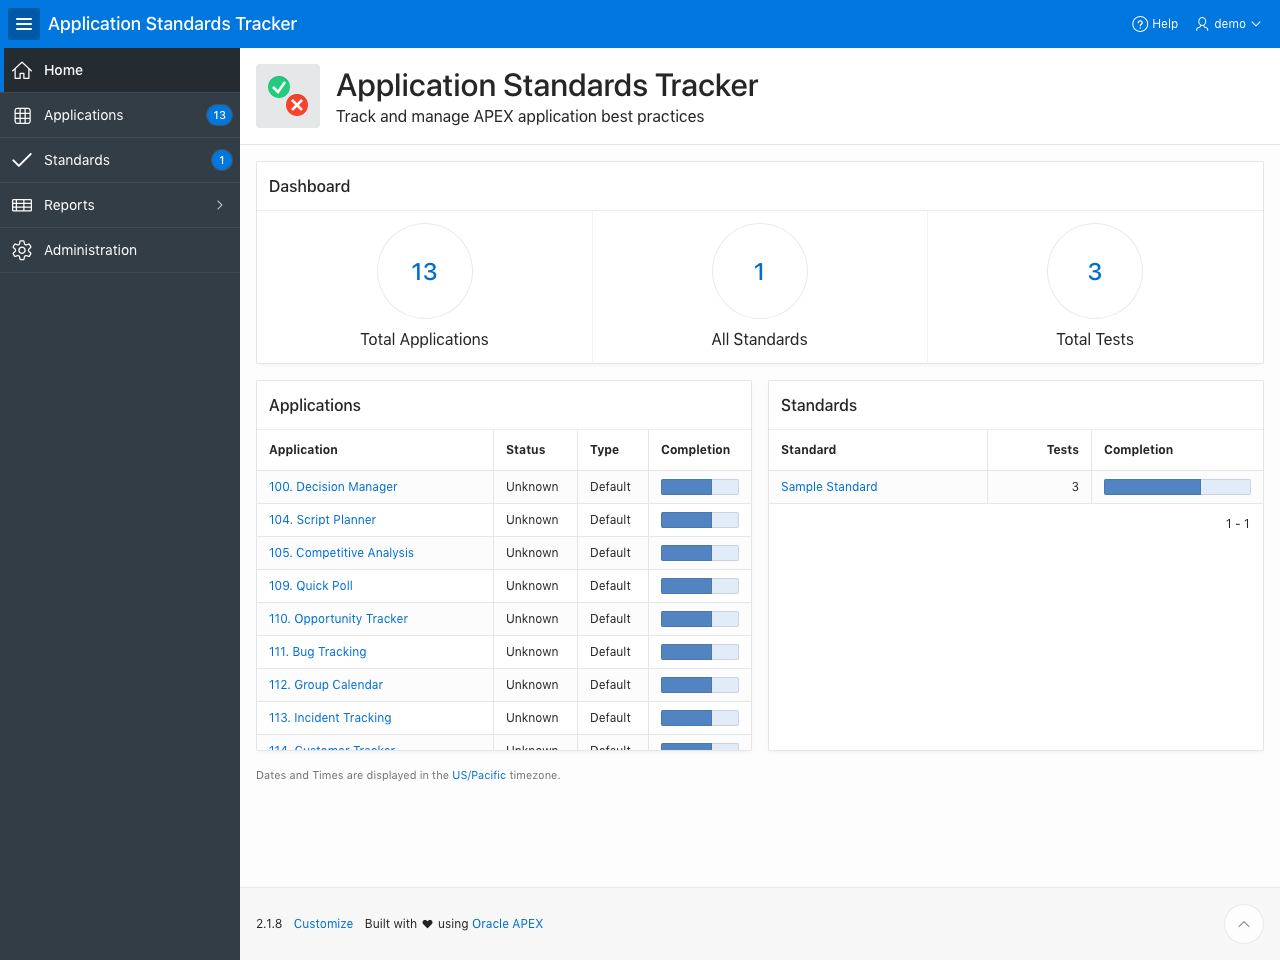 Application Standards Tracker
Help
demo
Home
Applications 13
Standards 1
Reports
Administration
Application Standards Tracker
Track and manage APEX application best practices
Dashboard
13
Total Applications
1
All Standards
3
Total Tests
Applications
Application Status Type Completion
100. Decision Manager Unknown Default
104. Script Planner Unknown Default
105. Competitive Analysis Unknown Default
109. Quick Poll Unknown Default
110. Opportunity Tracker Unknown Default
111. Bug Tracking Unknown Default
112. Group Calendar Unknown Default
113. Incident Tracking Unknown Default
114. Customer Tracker Unknown Default
Standards
Standard Tests Completion
Sample Standard 3
1 - 1
Dates and Times are displayed in the US/Pacific timezone.
2.1.8 Customize Built with ♥ using Oracle APEX